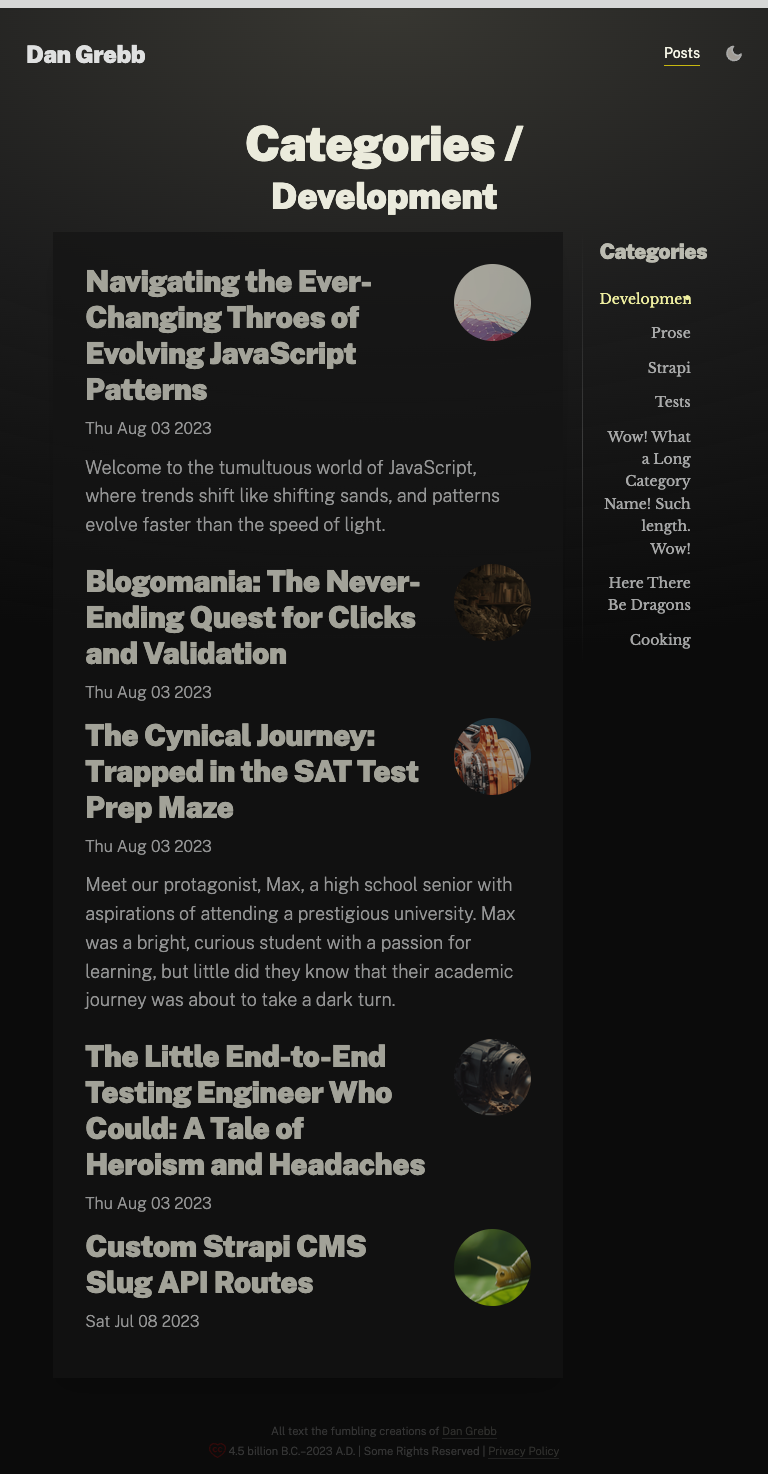 Dan Grebb
Posts
Categories /
Development
Navigating the Ever-
Changing Throes of
Evolving JavaScript
Patterns
Thu Aug 03 2023
Welcome to the tumultuous world of JavaScript,
where trends shift like shifting sands, and patterns
evolve faster than the speed of light.
Blogomania: The Never-
Ending Quest for Clicks
and Validation
Thu Aug 03 2023
The Cynical Journey:
Trapped in the SAT Test
Prep Maze
Thu Aug 03 2023
Meet our protagonist, Max, a high school senior with
aspirations of attending a prestigious university. Max
was a bright, curious student with a passion for
learning, but little did they know that their academic
journey was about to take a dark turn.
The Little End-to-End
Testing Engineer Who
Could: A Tale of
Heroism and Headaches
Thu Aug 03 2023
Custom Strapi CMS
Slug API Routes
Sat Jul 08 2023
Categories
Developmen
Prose
Strapi
Tests
Wow! What
a Long
Category
Name! Such
length.
Wow!
Here There
Be Dragons
Cooking
All text the fumbling creations of Dan Grebb
4.5 billion B.C.–2023 A.D. | Some Rights Reserved | Privacy Policy